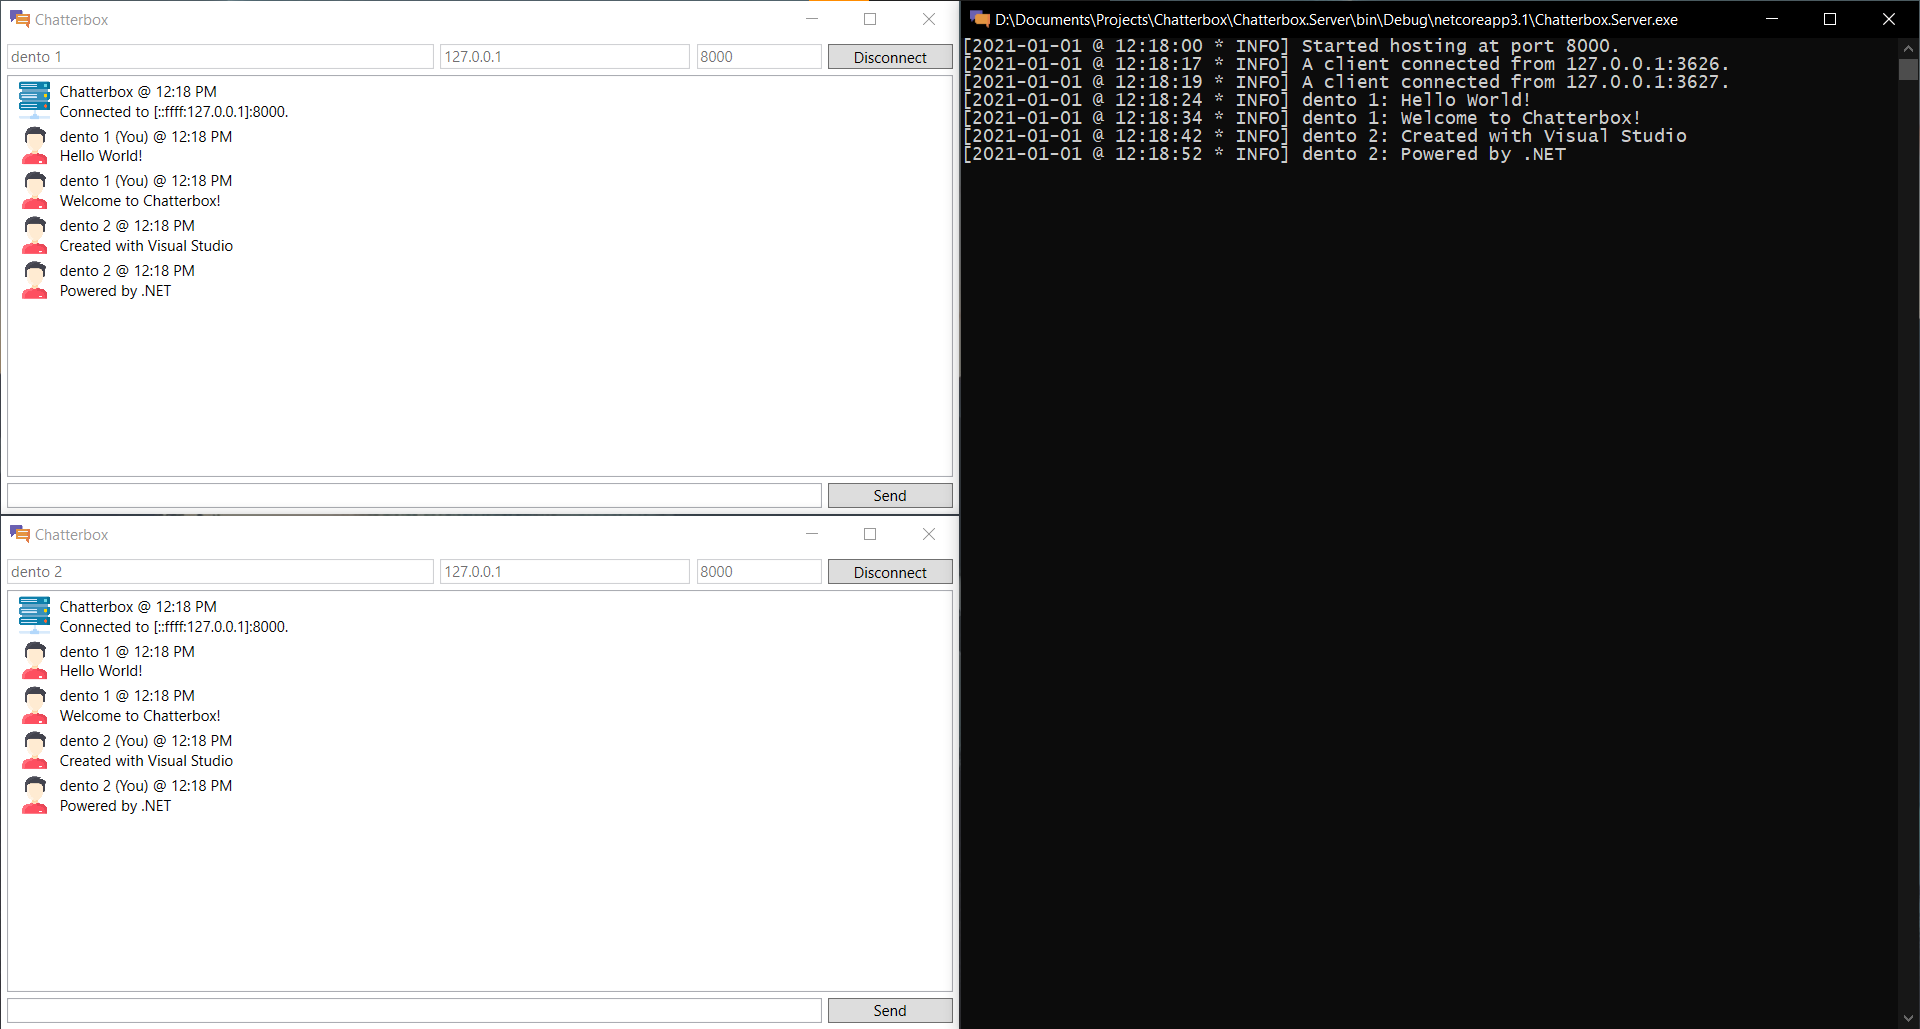 Chatterbox
dento 1 127.0.0.1 8000 Disconnect
Chatterbox @ 12:18 PM
Connected to [::ffff:127.0.0.1]:8000.
dento 1 (You) @ 12:18 PM
Hello World!
dento 1 (You) @ 12:18 PM
Welcome to Chatterbox!
dento 2 @ 12:18 PM
Created with Visual Studio
dento 2 @ 12:18 PM
Powered by .NET
Send
Chatterbox
dento 2 127.0.0.1 8000 Disconnect
Chatterbox @ 12:18 PM
Connected to [::ffff:127.0.0.1]:8000.
dento 1 @ 12:18 PM
Hello World!
dento 1 @ 12:18 PM
Welcome to Chatterbox!
dento 2 (You) @ 12:18 PM
Created with Visual Studio
dento 2 (You) @ 12:18 PM
Powered by .NET
Send
D:\Documents\Projects\Chatterbox\Chatterbox.Server\bin\Debug\netcoreapp3.1\Chatterbox.Server.exe
[2021-01-01 @ 12:18:00 * INFO] Started hosting at port 8000.
[2021-01-01 @ 12:18:17 * INFO] A client connected from 127.0.0.1:3626.
[2021-01-01 @ 12:18:19 * INFO] A client connected from 127.0.0.1:3627.
[2021-01-01 @ 12:18:24 * INFO] dento 1: Hello World!
[2021-01-01 @ 12:18:34 * INFO] dento 1: Welcome to Chatterbox!
[2021-01-01 @ 12:18:42 * INFO] dento 2: Created with Visual Studio
[2021-01-01 @ 12:18:52 * INFO] dento 2: Powered by .NET